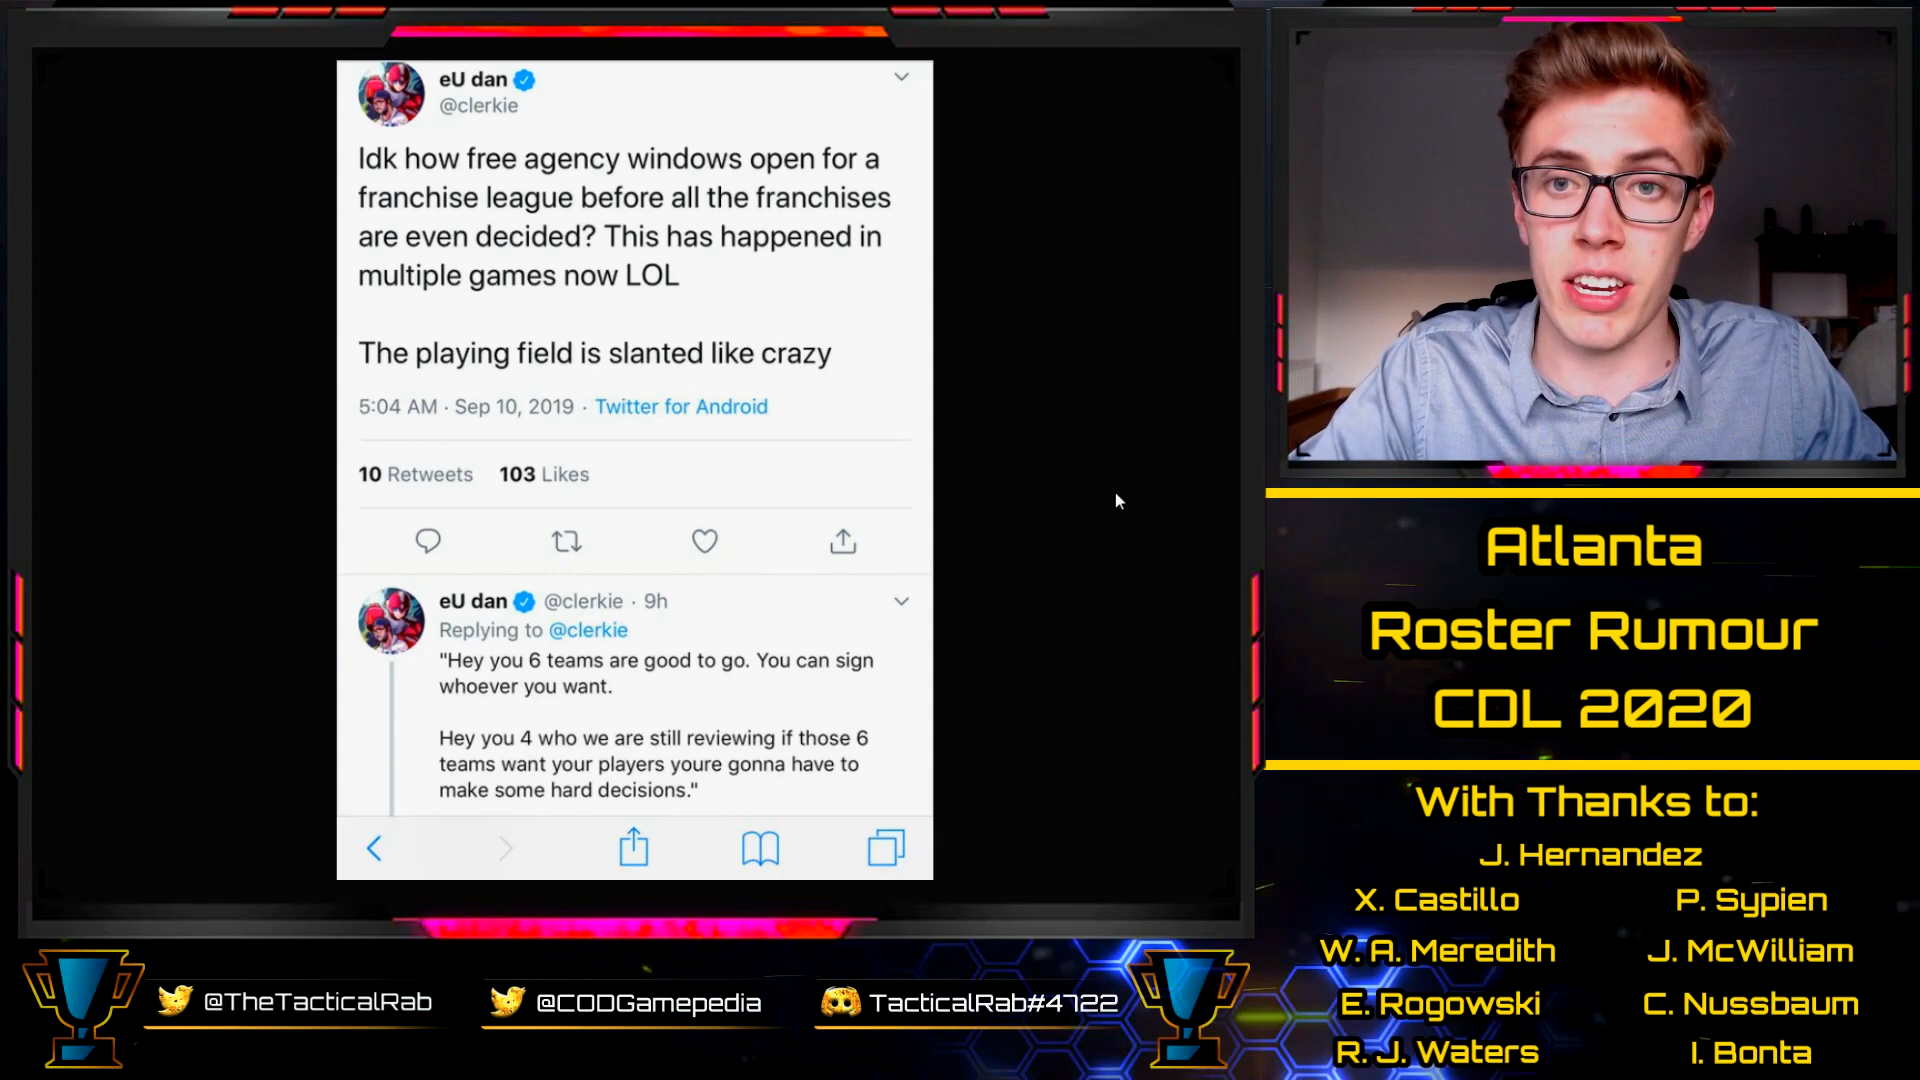 eU dan
@clerkie
Idk how free agency windows open for a
franchise league before all the franchises
are even decided? This has happened in
multiple games now LOL
The playing field is slanted like crazy
5:04 AM · Sep 10, 2019 · Twitter for Android
10 Retweets 103 Likes
eU dan @clerkie · 9h
Replying to @clerkie
"Hey you 6 teams are good to go. You can sign
whoever you want.
Hey you 4 who we are still reviewing if those 6
teams want your players youre gonna have to
make some hard decisions."
Atlanta
Roster Rumour
CDL 2020
With Thanks to:
J. Hernandez
X. Castillo P. Sypien
W. A. Meredith J. McWilliam
E. Rogowski C. Nussbaum
R. J. Waters I. Bonta
@TheTacticalRab @CODGamepedia TacticalRab#4722